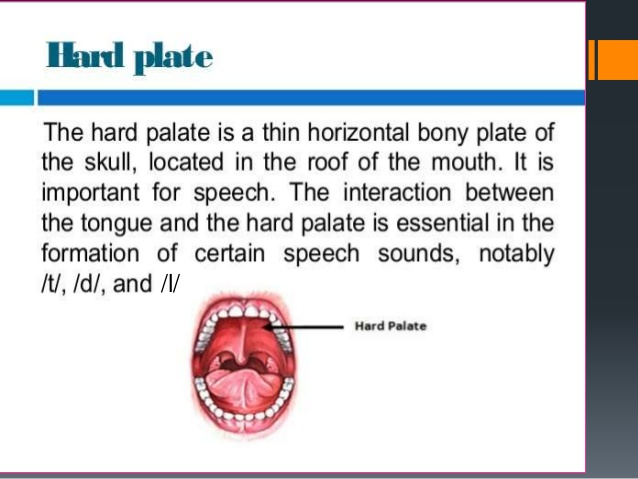 Hard plate
The hard palate is a thin horizontal bony plate of
the skull, located in the roof of the mouth. It is
important for speech. The interaction between
the tongue and the hard palate is essential in the
formation of certain speech sounds, notably
/t/, /d/, and /l/
Hard Palate